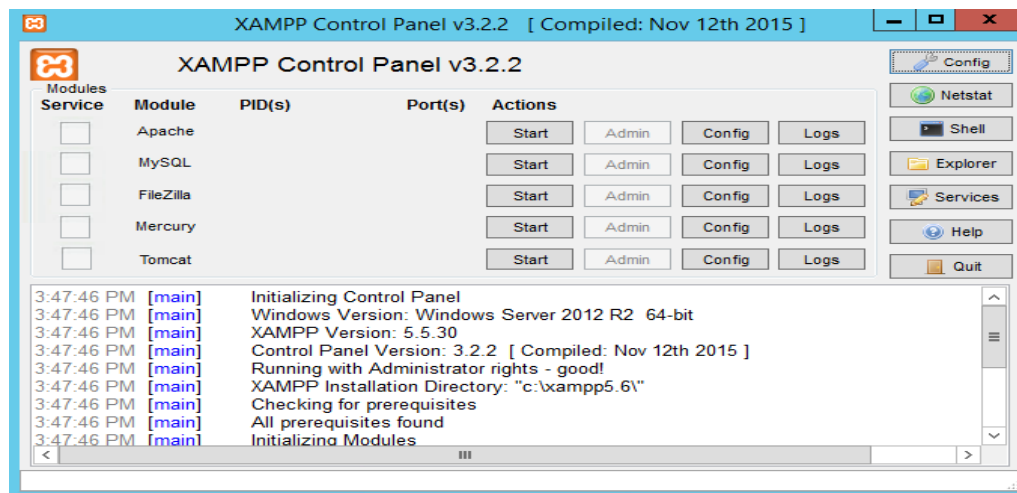 XAMPP Control Panel v3.2.2 [ Compiled: Nov 12th 2015 ]
XAMPP Control Panel v3.2.2
Config
Modules
Service Module PID(s) Port(s) Actions
Netstat
Apache Start Admin Config Logs
Shell
MySQL Start Admin Config Logs
Explorer
FileZilla Start Admin Config Logs
Services
Mercury Start Admin Config Logs
Help
Tomcat Start Admin Config Logs
Quit
3:47:46 PM [main] Initializing Control Panel
3:47:46 PM [main] Windows Version: Windows Server 2012 R2 64-bit
3:47:46 PM [main] XAMPP Version: 5.5.30
3:47:46 PM [main] Control Panel Version: 3.2.2 [ Compiled: Nov 12th 2015 ]
3:47:46 PM [main] Running with Administrator rights - good!
3:47:46 PM [main] XAMPP Installation Directory: "c:\xampp5.6\"
3:47:46 PM [main] Checking for prerequisites
3:47:46 PM [main] All prerequisites found
3:47:46 PM [main] Initializing Modules